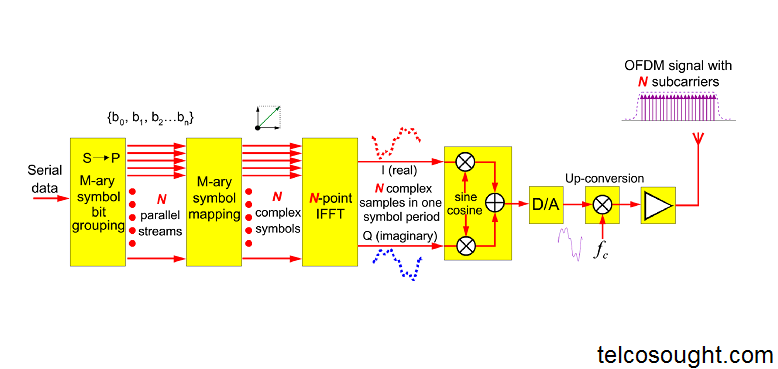 OFDM signal with
N subcarriers
{b0, b1, b2...bn}
Serial
data
S→P
M-ary
symbol
bit
grouping
N
parallel
streams
M-ary
symbol
mapping
N
complex
symbols
N-point
IFFT
I (real)
N complex
samples in one
symbol period
Q (imaginary)
sine
cosine
D/A
Up-conversion
fc
telcosought.com